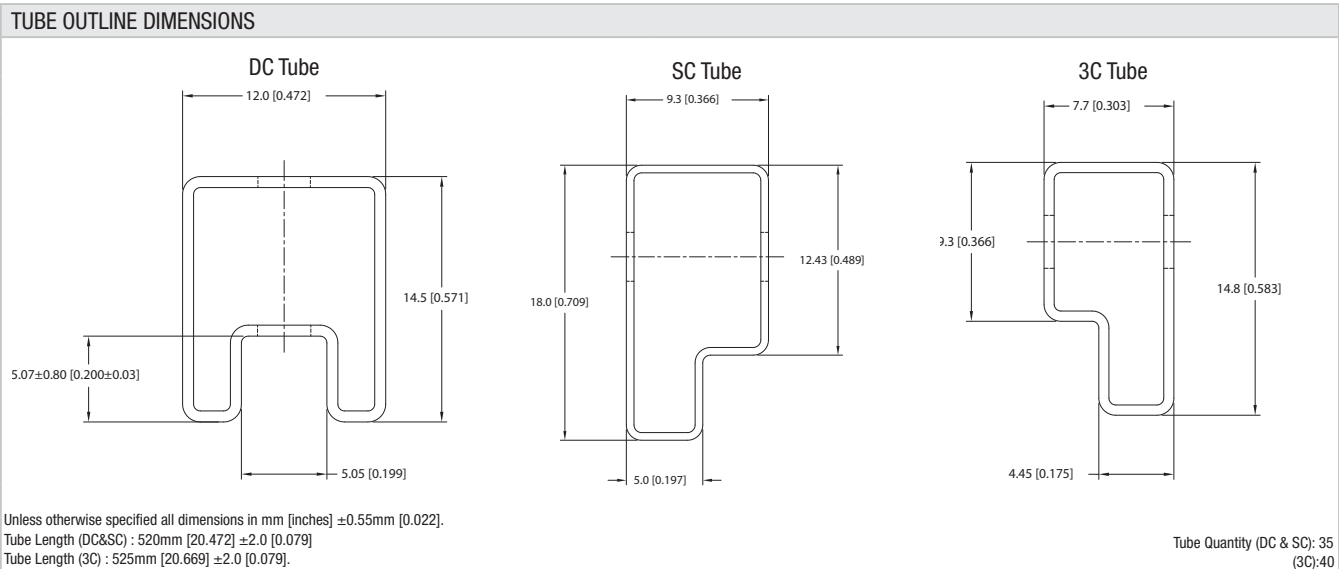 TUBE OUTLINE DIMENSIONS
DC Tube
12.0 [0.472]
14.5 [0.571]
5.07±0.80 [0.200±0.03]
5.05 [0.199]
SC Tube
9.3 [0.366]
12.43 [0.489]
18.0 [0.709]
5.0 [0.197]
3C Tube
7.7 [0.303]
9.3 [0.366]
14.8 [0.583]
4.45 [0.175]
Unless otherwise specified all dimensions in mm [inches] ±0.55mm [0.022].
Tube Length (DC&SC) : 520mm [20.472] ±2.0 [0.079]
Tube Length (3C) : 525mm [20.669] ±2.0 [0.079].
Tube Quantity (DC & SC): 35
(3C):40